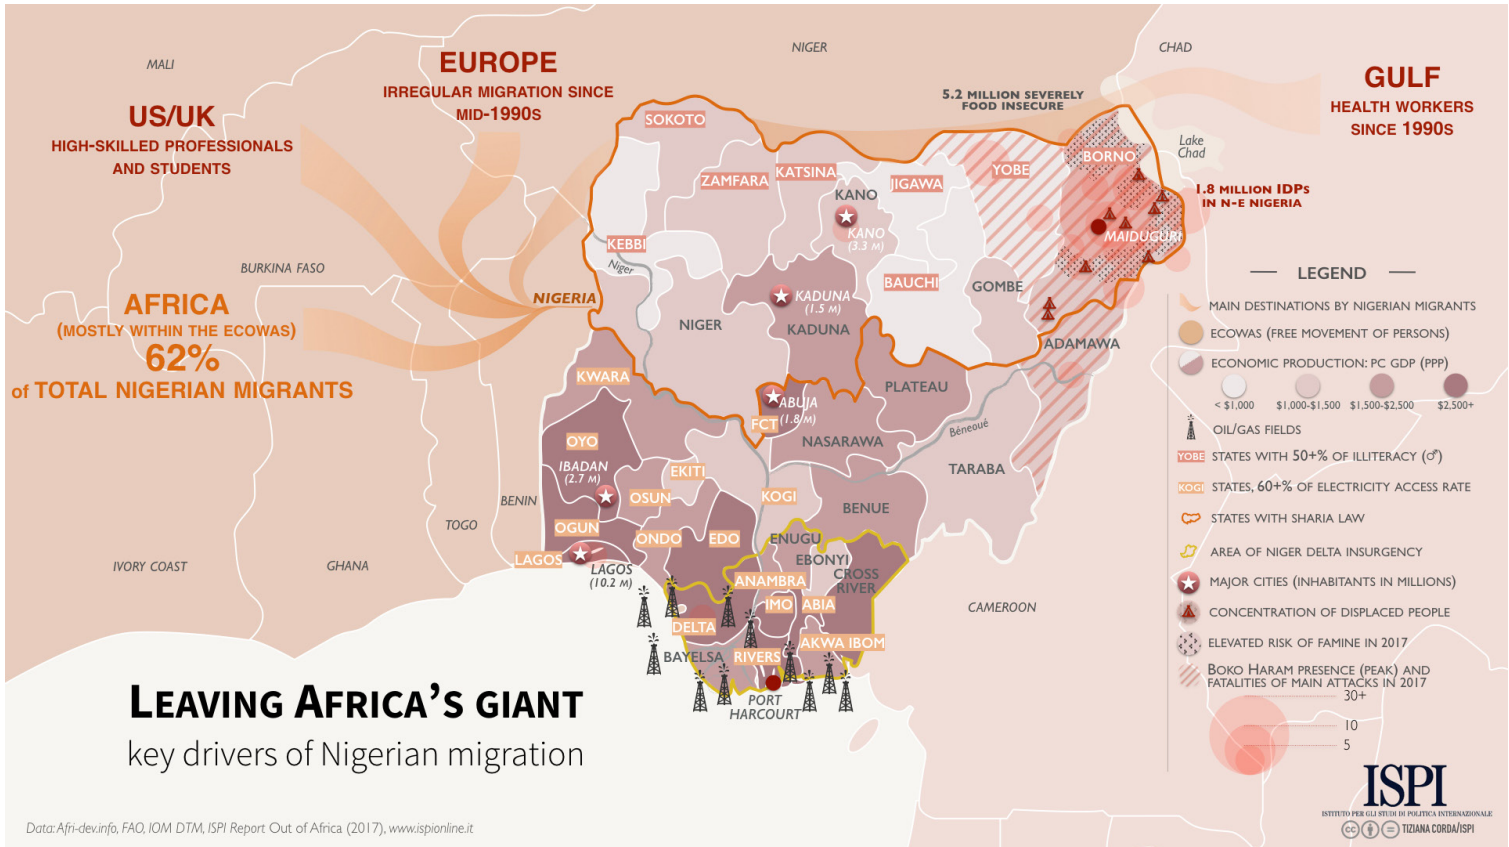 MALI
NIGER
CHAD
US/UK
HIGH-SKILLED PROFESSIONALS
AND STUDENTS
EUROPE
IRREGULAR MIGRATION SINCE
MID-1990S
GULF
HEALTH WORKERS
SINCE 1990S
5.2 MILLION SEVERELY
FOOD INSECURE
Lake
Chad
1.8 MILLION IDPS
IN N-E NIGERIA
BURKINA FASO
AFRICA
(MOSTLY WITHIN THE ECOWAS)
62%
of TOTAL NIGERIAN MIGRANTS
NIGERIA
SOKOTO
ZAMFARA
KATSINA
KANO
KANO
(3.3 M)
JIGAWA
YOBE
BORNO
MAIDUGURI
KEBBI
Niger
NIGER
KADUNA
(1.5 M)
KADUNA
BAUCHI
GOMBE
ADAMAWA
KWARA
ABUJA
(1.8 M)
FCT
PLATEAU
NASARAWA
Béneoué
TARABA
OYO
IBADAN
(2.7 M)
EKITI
OSUN
KOGI
BENUE
BENIN
TOGO
GHANA
IVORY COAST
OGUN
LAGOS
LAGOS
(10.2 M)
ONDO
EDO
ENUGU
EBONYI
CROSS
RIVER
ANAMBRA
IMO
ABIA
DELTA
AKWA IBOM
BAYELSA
RIVERS
PORT
HARCOURT
CAMEROON
LEGEND
MAIN DESTINATIONS BY NIGERIAN MIGRANTS
ECOWAS (FREE MOVEMENT OF PERSONS)
ECONOMIC PRODUCTION: PC GDP (PPP)
< $1,000 $1,000-$1,500 $1,500-$2,500 $2,500+
OIL/GAS FIELDS
YOBE STATES WITH 50+% OF ILLITERACY (♂)
KOGI STATES, 60+% OF ELECTRICITY ACCESS RATE
STATES WITH SHARIA LAW
AREA OF NIGER DELTA INSURGENCY
MAJOR CITIES (INHABITANTS IN MILLIONS)
CONCENTRATION OF DISPLACED PEOPLE
ELEVATED RISK OF FAMINE IN 2017
BOKO HARAM PRESENCE (PEAK) AND
FATALITIES OF MAIN ATTACKS IN 2017
30+
10
5
LEAVING AFRICA'S GIANT
key drivers of Nigerian migration
Data: Afri-dev.info, FAO, IOM DTM, ISPI Report Out of Africa (2017), www.ispionline.it
ISPI
ISTITUTO PER GLI STUDI DI POLITICA INTERNAZIONALE
cc TIZIANA CORDA/ISPI